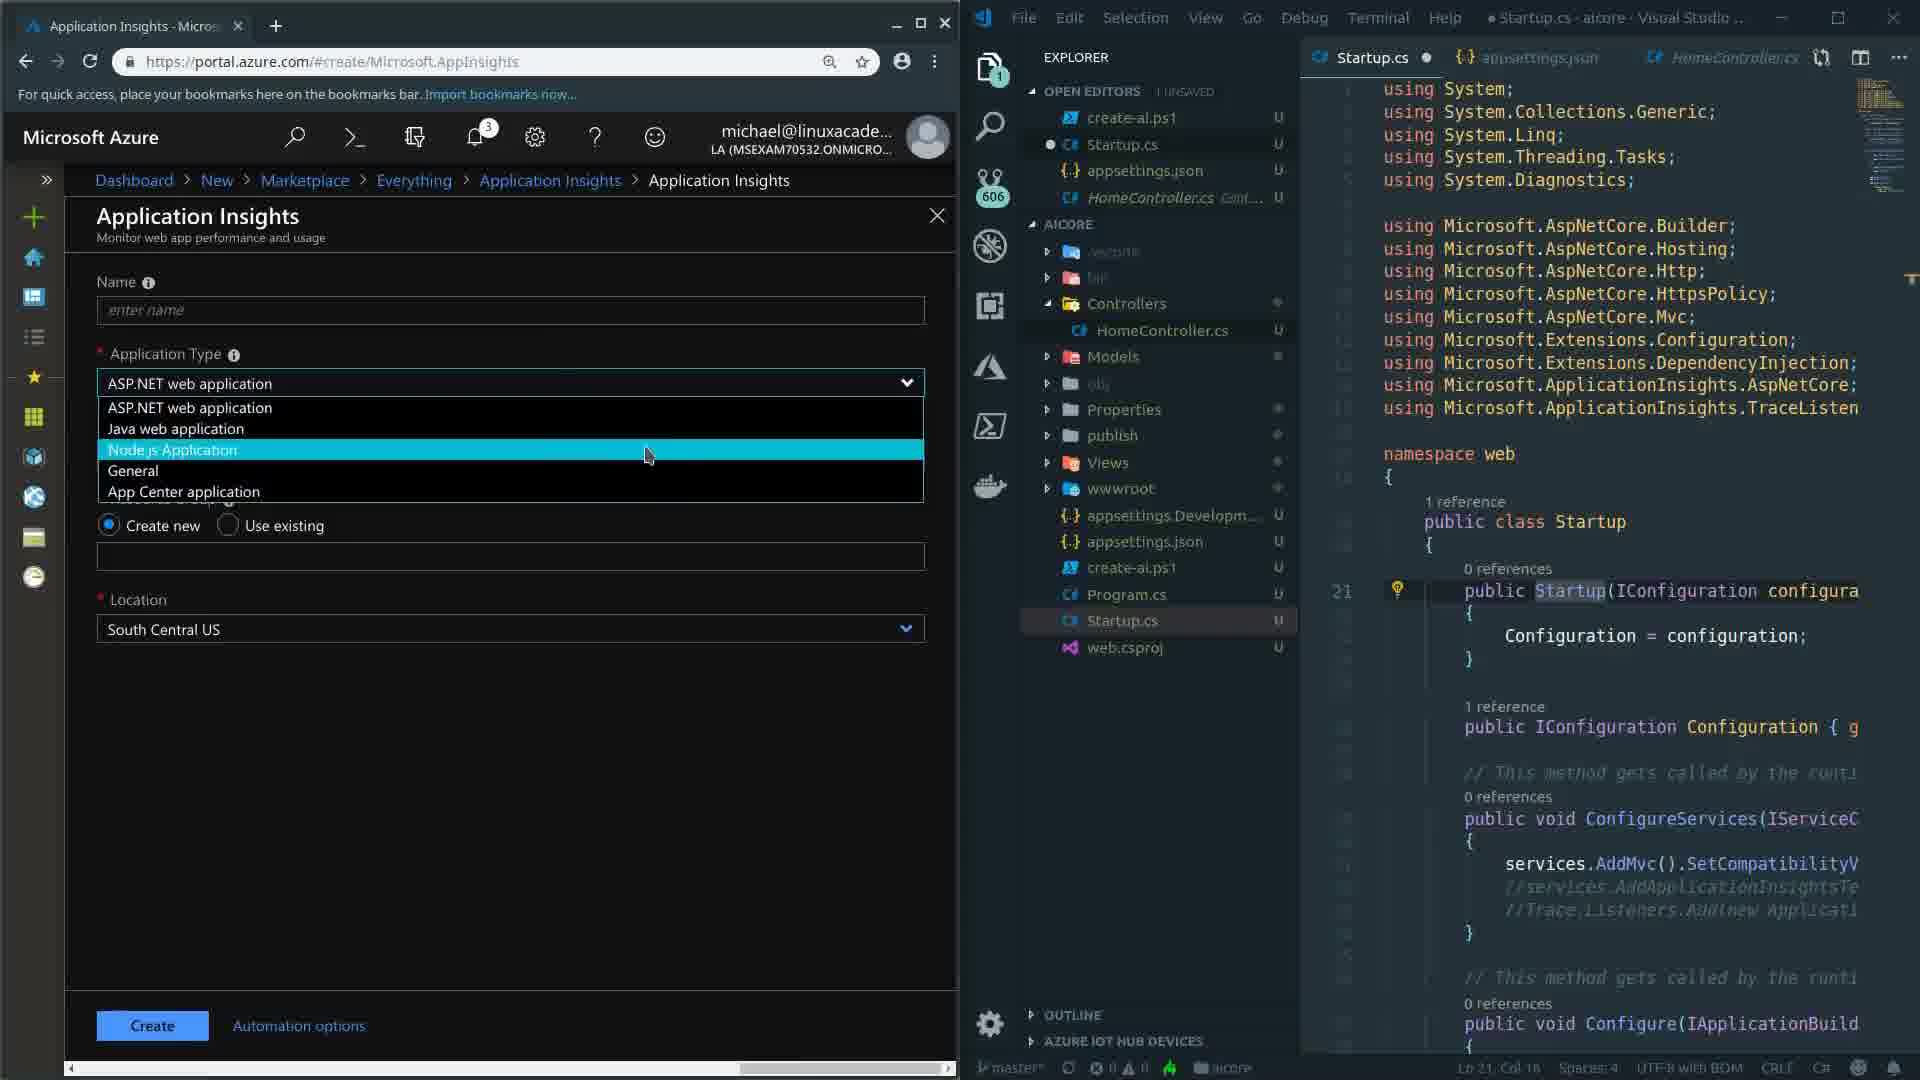 Application Insights - Micros
https://portal.azure.com/#create/Microsoft.AppInsights
For quick access, place your bookmarks here on the bookmarks bar. Import bookmarks now...
Microsoft Azure
3
michael@linuxacade...
LA (MSEXAM70532.ONMICRO...
Dashboard > New > Marketplace > Everything > Application Insights > Application Insights
Application Insights
Monitor web app performance and usage
Name
enter name
* Application Type
ASP.NET web application
ASP.NET web application
Java web application
Node.js Application
General
App Center application
Create new
Use existing
* Location
South Central US
Create
Automation options
File Edit Selection View Go Debug Terminal Help
● Startup.cs - aicore - Visual Studio ...
1
606
EXPLORER
OPEN EDITORS 1 UNSAVED
create-ai.ps1 U
Startup.cs U
appsettings.json U
HomeController.cs Cont... U
AICORE
.vscode
bin
Controllers
HomeController.cs U
Models
obj
Properties
publish
Views
wwwroot
appsettings.Developm... U
appsettings.json U
create-ai.ps1 U
Program.cs U
Startup.cs U
web.csproj U
OUTLINE
AZURE IOT HUB DEVICES
Startup.cs
appsettings.json
HomeController.cs
using System;
using System.Collections.Generic;
using System.Linq;
using System.Threading.Tasks;
using System.Diagnostics;
using Microsoft.AspNetCore.Builder;
using Microsoft.AspNetCore.Hosting;
using Microsoft.AspNetCore.Http;
using Microsoft.AspNetCore.HttpsPolicy;
using Microsoft.AspNetCore.Mvc;
using Microsoft.Extensions.Configuration;
using Microsoft.Extensions.DependencyInjection;
using Microsoft.ApplicationInsights.AspNetCore;
using Microsoft.ApplicationInsights.TraceListen
namespace web
{
1 reference
public class Startup
{
0 references
21 public Startup(IConfiguration configura
{
Configuration = configuration;
}
1 reference
public IConfiguration Configuration { g
// This method gets called by the runti
0 references
public void ConfigureServices(IServiceC
{
services.AddMvc().SetCompatibilityV
//services.AddApplicationInsightsTe
//Trace.Listeners.Add(new Applicati
}
// This method gets called by the runti
0 references
public void Configure(IApplicationBuild
{
master* 0 0 aicore
Ln 21, Col 16 Spaces: 4 UTF-8 with BOM CRLF C#